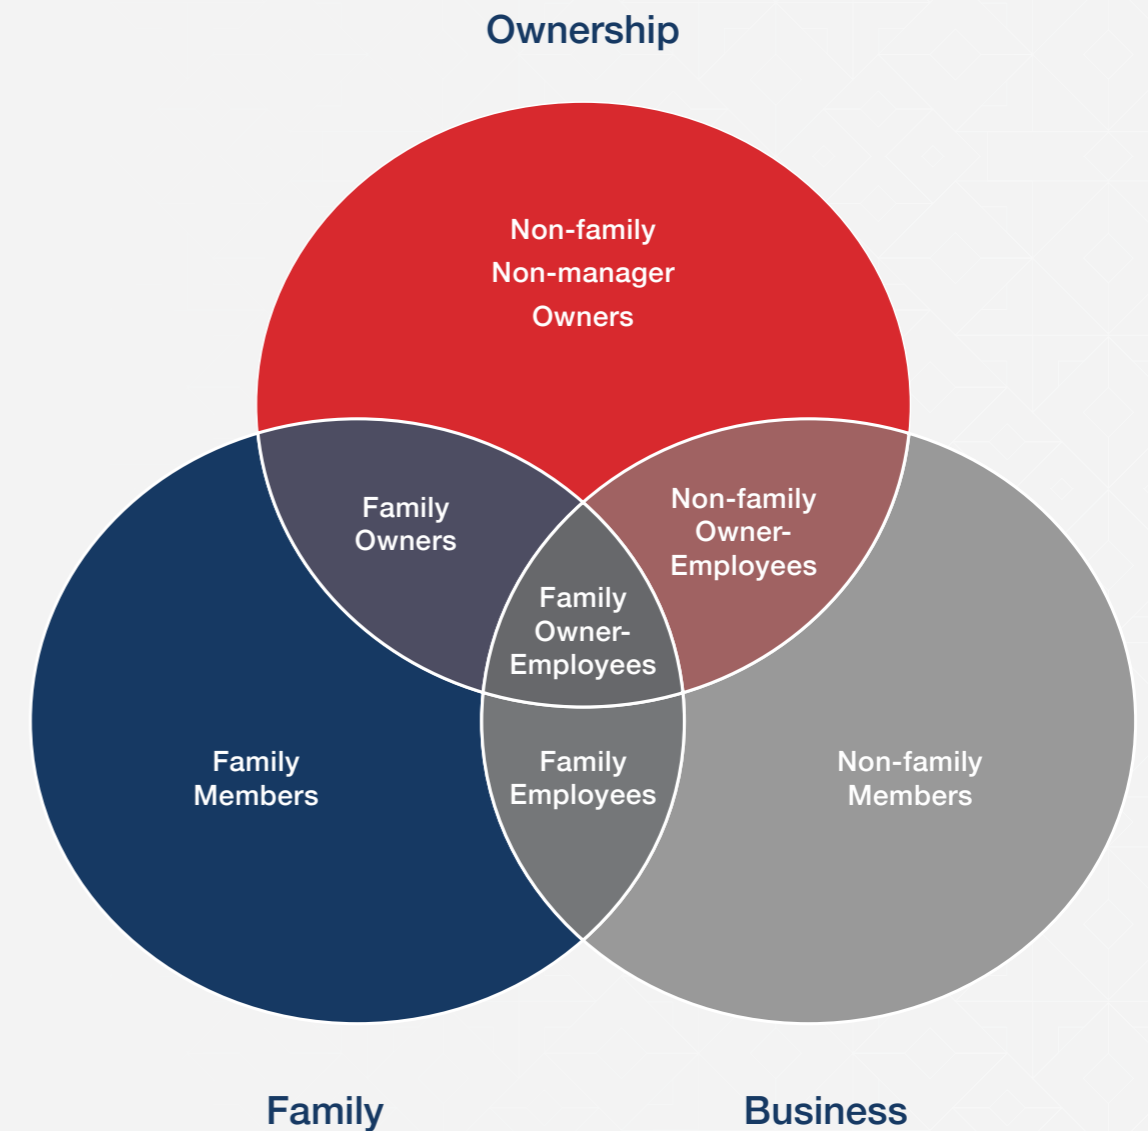 Ownership
Non-family
Non-manager
Owners
Family
Owners
Non-family
Owner-
Employees
Family
Owner-
Employees
Family
Members
Family
Employees
Non-family
Members
Family
Business